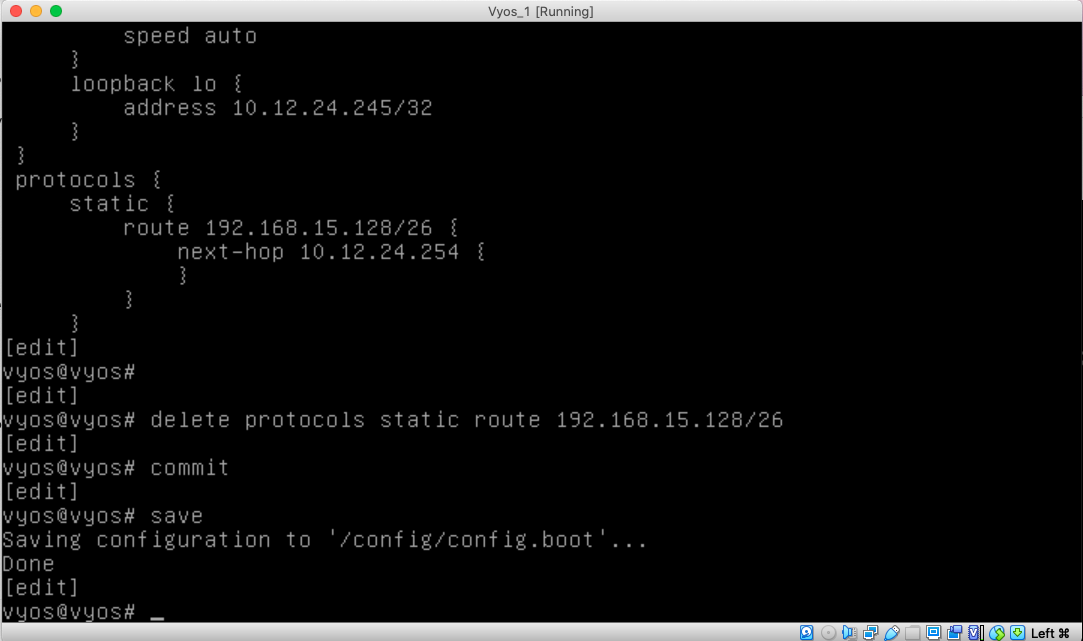 Vyos_1 [Running]
speed auto
}
loopback lo {
address 10.12.24.245/32
}
}
protocols {
static {
route 192.168.15.128/26 {
next-hop 10.12.24.254 {
}
}
}
[edit]
vyos@vyos#
[edit]
vyos@vyos# delete protocols static route 192.168.15.128/26
[edit]
vyos@vyos# commit
[edit]
vyos@vyos# save
Saving configuration to '/config/config.boot'...
Done
[edit]
vyos@vyos# _
Left ⌘